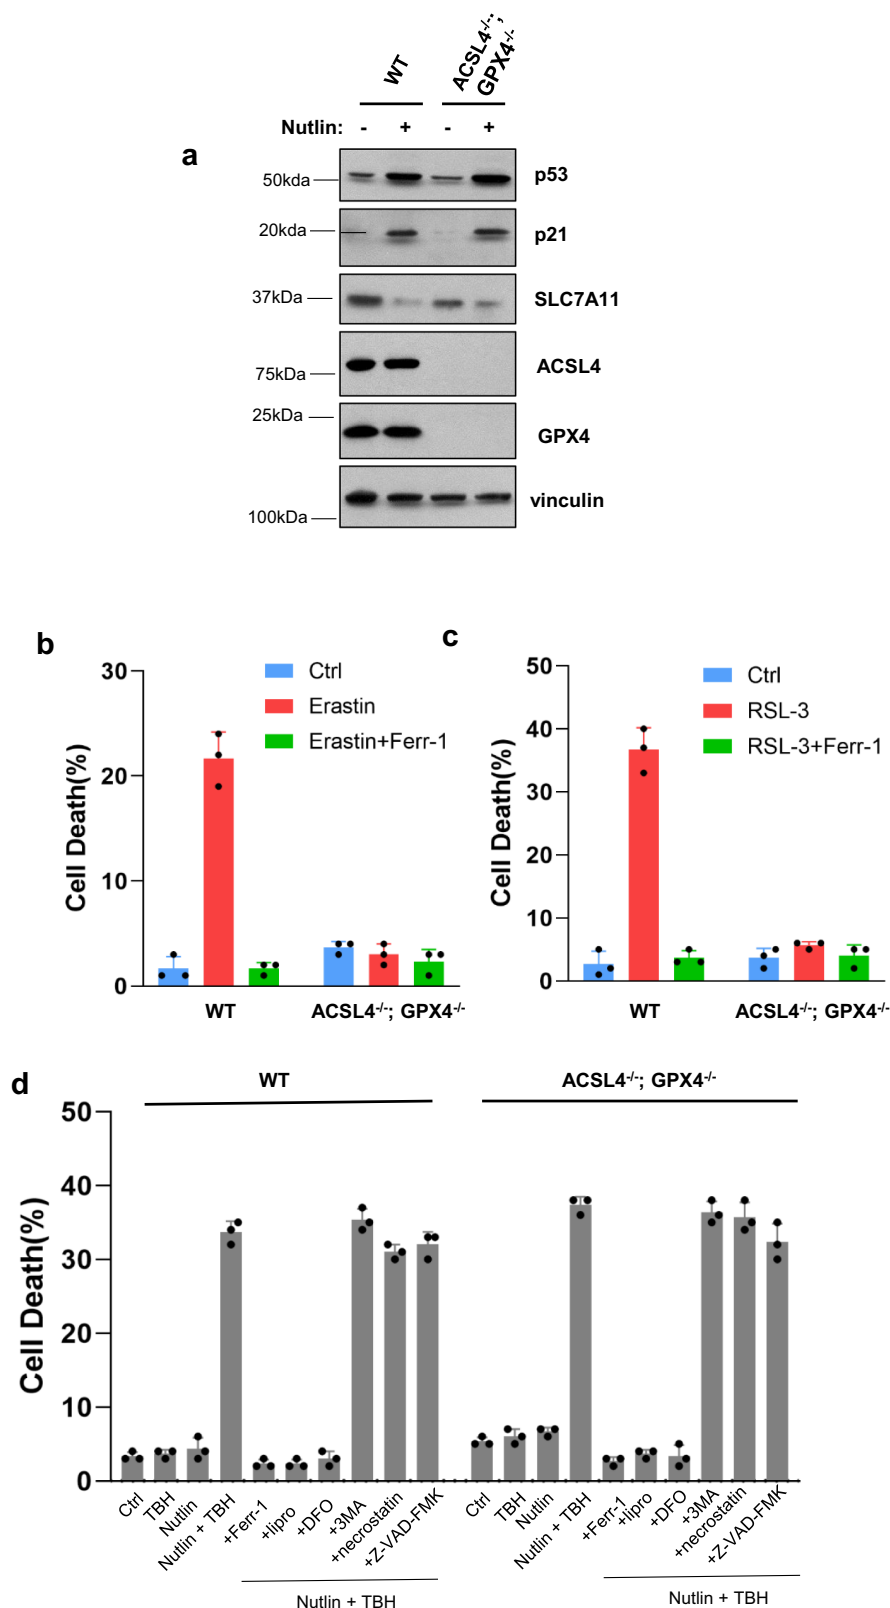 WT
ACSL4-/-;
GPX4-/-
Nutlin: - + - +
a
50kda
p53
20kda
p21
37kDa
SLC7A11
75kDa
ACSL4
25kDa
GPX4
100kDa
vinculin
b
Cell Death(%)
30
20
10
0
Ctrl
Erastin
Erastin+Ferr-1
WT
ACSL4-/-; GPX4-/-
c
Cell Death(%)
50
40
30
20
10
0
Ctrl
RSL-3
RSL-3+Ferr-1
WT
ACSL4-/-; GPX4-/-
d
WT
ACSL4-/-; GPX4-/-
Cell Death(%)
50
40
30
20
10
0
Ctrl
TBH
Nutlin
Nutlin + TBH
+Ferr-1
+lipro
+DFO
+3MA
+necrostatin
+Z-VAD-FMK
Nutlin + TBH
Ctrl
TBH
Nutlin
Nutlin + TBH
+Ferr-1
+lipro
+DFO
+3MA
+necrostatin
+Z-VAD-FMK
Nutlin + TBH